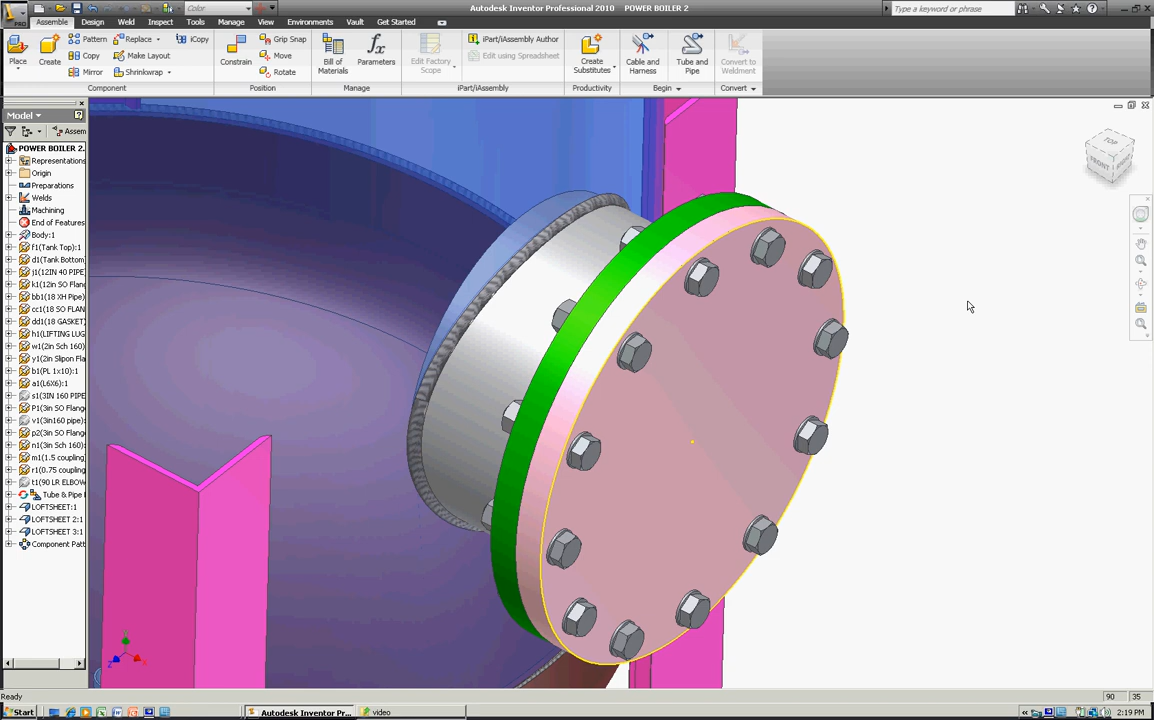 Autodesk Inventor Professional 2010 POWER BOILER 2
Color
Type a keyword or phrase
PRO
Assemble Design Weld Inspect Tools Manage View Environments Vault Get Started
Place Create Pattern Replace iCopy Constrain Grip Snap Bill of Materials Parameters Edit Factory Scope iPart/iAssembly Author Create Substitutes Cable and Harness Tube and Pipe Convert to Weldment
Copy Make Layout Move Edit using Spreadsheet
Mirror Shrinkwrap Rotate
Component Position Manage iPart/iAssembly Productivity Begin Convert
Model
Assem
POWER BOILER 2.
Representations
Origin
Preparations
Welds
Machining
End of Features
Body:1
f1(Tank Top):1
d1(Tank Bottom)
j1(12IN 40 PIPE)
k1(12in SO FLAN
bb1(18 XH Pipe)
cc1(18 SO FLAN
dd1(18 GASKET)
h1(LIFTING LUG
w1(2in Sch 160)
y1(2in Slipon Fla
b1(PL 1x10):1
a1(L6X6):1
s1(3IN 160 PIPE
P1(3in SO Flang
v1(3in160 pipe):
p2(3in SO Flang
n1(3in Sch 160):
m1(1.5 coupling
r1(0.75 coupling
t1(90 LR ELBOW
Tube & Pipe
LOFTSHEET:1
LOFTSHEET 2:1
LOFTSHEET 3:1
Component Patt
TOP
FRONT
RIGHT
Z
X
Ready
90 35
Start
Autodesk Inventor Pr...
video
2:19 PM